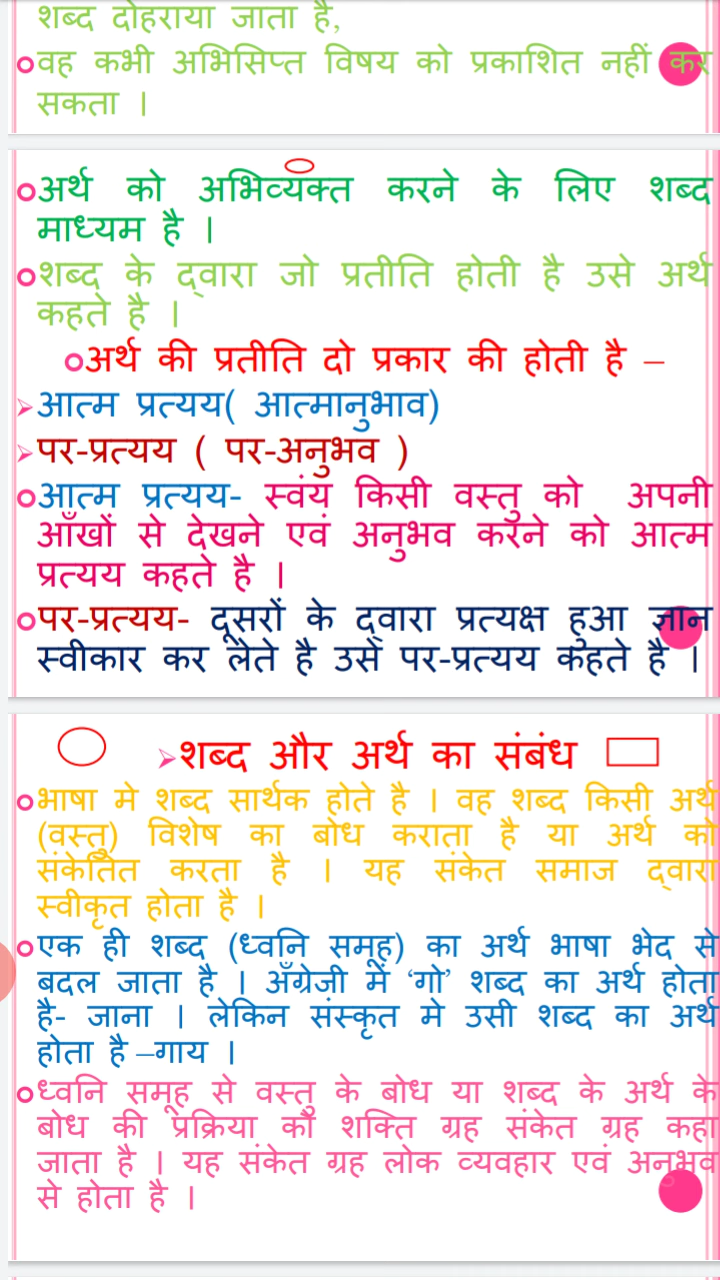 शब्द दोहराया जाता है,
वह कभी अभिसिप्त विषय को प्रकाशित नहीं कर
सकता ।
अर्थ को अभिव्यक्त करने के लिए शब्द
माध्यम है ।
शब्द के द्वारा जो प्रतीति होती है उसे अर्थ
कहते है ।
अर्थ की प्रतीति दो प्रकार की होती है –
आत्म प्रत्यय( आत्मानुभाव)
पर-प्रत्यय ( पर-अनुभव )
आत्म प्रत्यय- स्वंय किसी वस्तु को अपनी
आँखों से देखने एवं अनुभव करने को आत्म
प्रत्यय कहते है ।
पर-प्रत्यय- दूसरों के द्वारा प्रत्यक्ष हुआ ज्ञान
स्वीकार कर लेते है उसे पर-प्रत्यय कहते है ।
शब्द और अर्थ का संबंध
भाषा मे शब्द सार्थक होते है । वह शब्द किसी अर्थ
(वस्तु) विशेष का बोध कराता है या अर्थ को
संकेतित करता है । यह संकेत समाज द्वारा
स्वीकृत होता है ।
एक ही शब्द (ध्वनि समूह) का अर्थ भाषा भेद से
बदल जाता है । अँग्रेजी में ‘गो’ शब्द का अर्थ होता
है- जाना । लेकिन संस्कृत मे उसी शब्द का अर्थ
होता है –गाय ।
ध्वनि समूह से वस्तु के बोध या शब्द के अर्थ के
बोध की प्रक्रिया को शक्ति ग्रह संकेत ग्रह कहा
जाता है । यह संकेत ग्रह लोक व्यवहार एवं अनुभव
से होता है ।